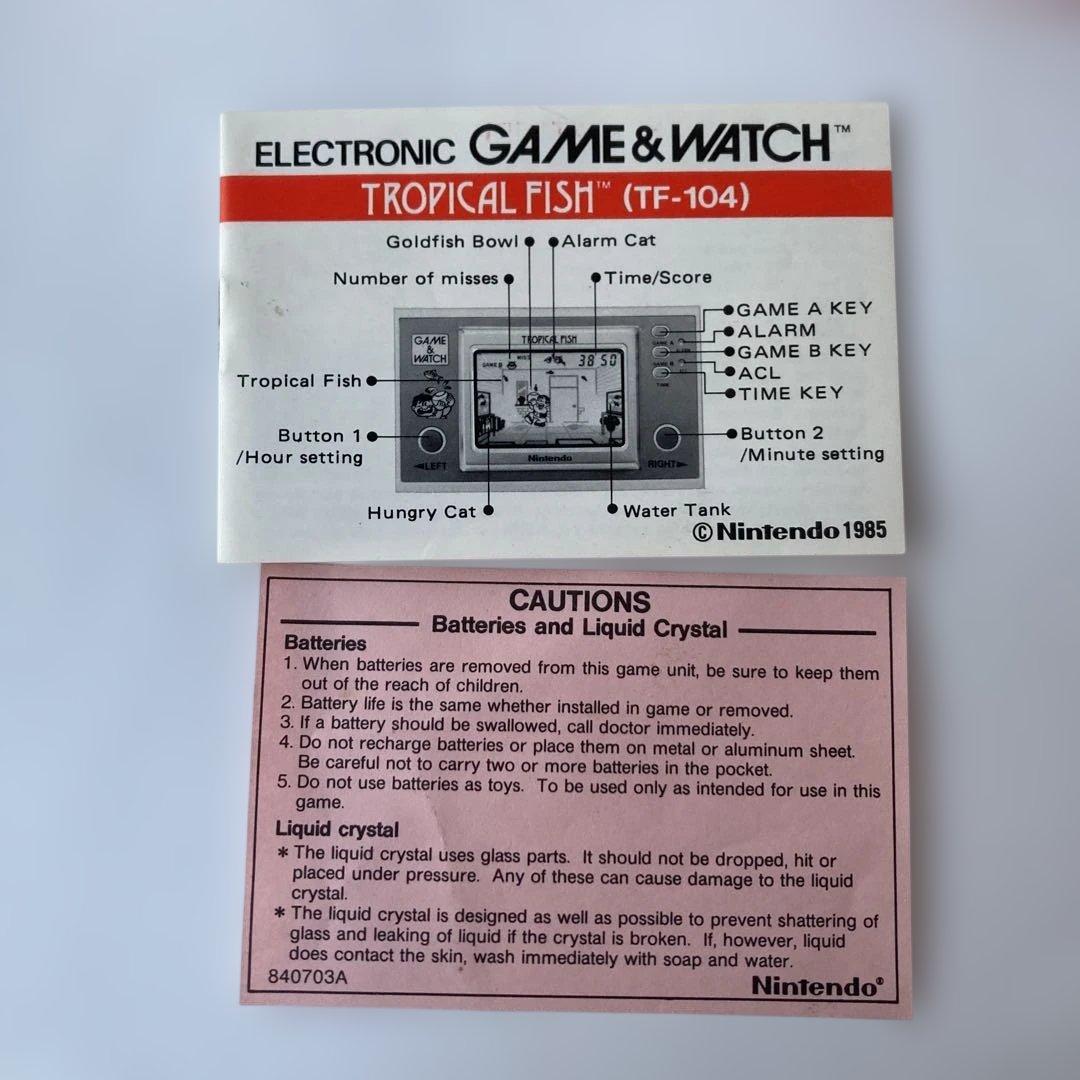 ELECTRONIC GAME & WATCH™
TROPICAL FISH™ (TF-104)
Goldfish Bowl Alarm Cat
Number of misses Time/Score
GAME A KEY
ALARM
GAME B KEY
ACL
TIME KEY
GAME
&
WATCH
TROPICAL FISH
GAME B MISS 38 50
GAME A
GAME B
TIME
Tropical Fish
Button 1
/Hour setting
Button 2
/Minute setting
◄LEFT
Nintendo
RIGHT►
Hungry Cat
Water Tank
© Nintendo 1985
CAUTIONS
Batteries and Liquid Crystal
Batteries
1. When batteries are removed from this game unit, be sure to keep them
out of the reach of children.
2. Battery life is the same whether installed in game or removed.
3. If a battery should be swallowed, call doctor immediately.
4. Do not recharge batteries or place them on metal or aluminum sheet.
Be careful not to carry two or more batteries in the pocket.
5. Do not use batteries as toys. To be used only as intended for use in this
game.
Liquid crystal
* The liquid crystal uses glass parts. It should not be dropped, hit or
placed under pressure. Any of these can cause damage to the liquid
crystal.
* The liquid crystal is designed as well as possible to prevent shattering of
glass and leaking of liquid if the crystal is broken. If, however, liquid
does contact the skin, wash immediately with soap and water.
840703A
Nintendo®